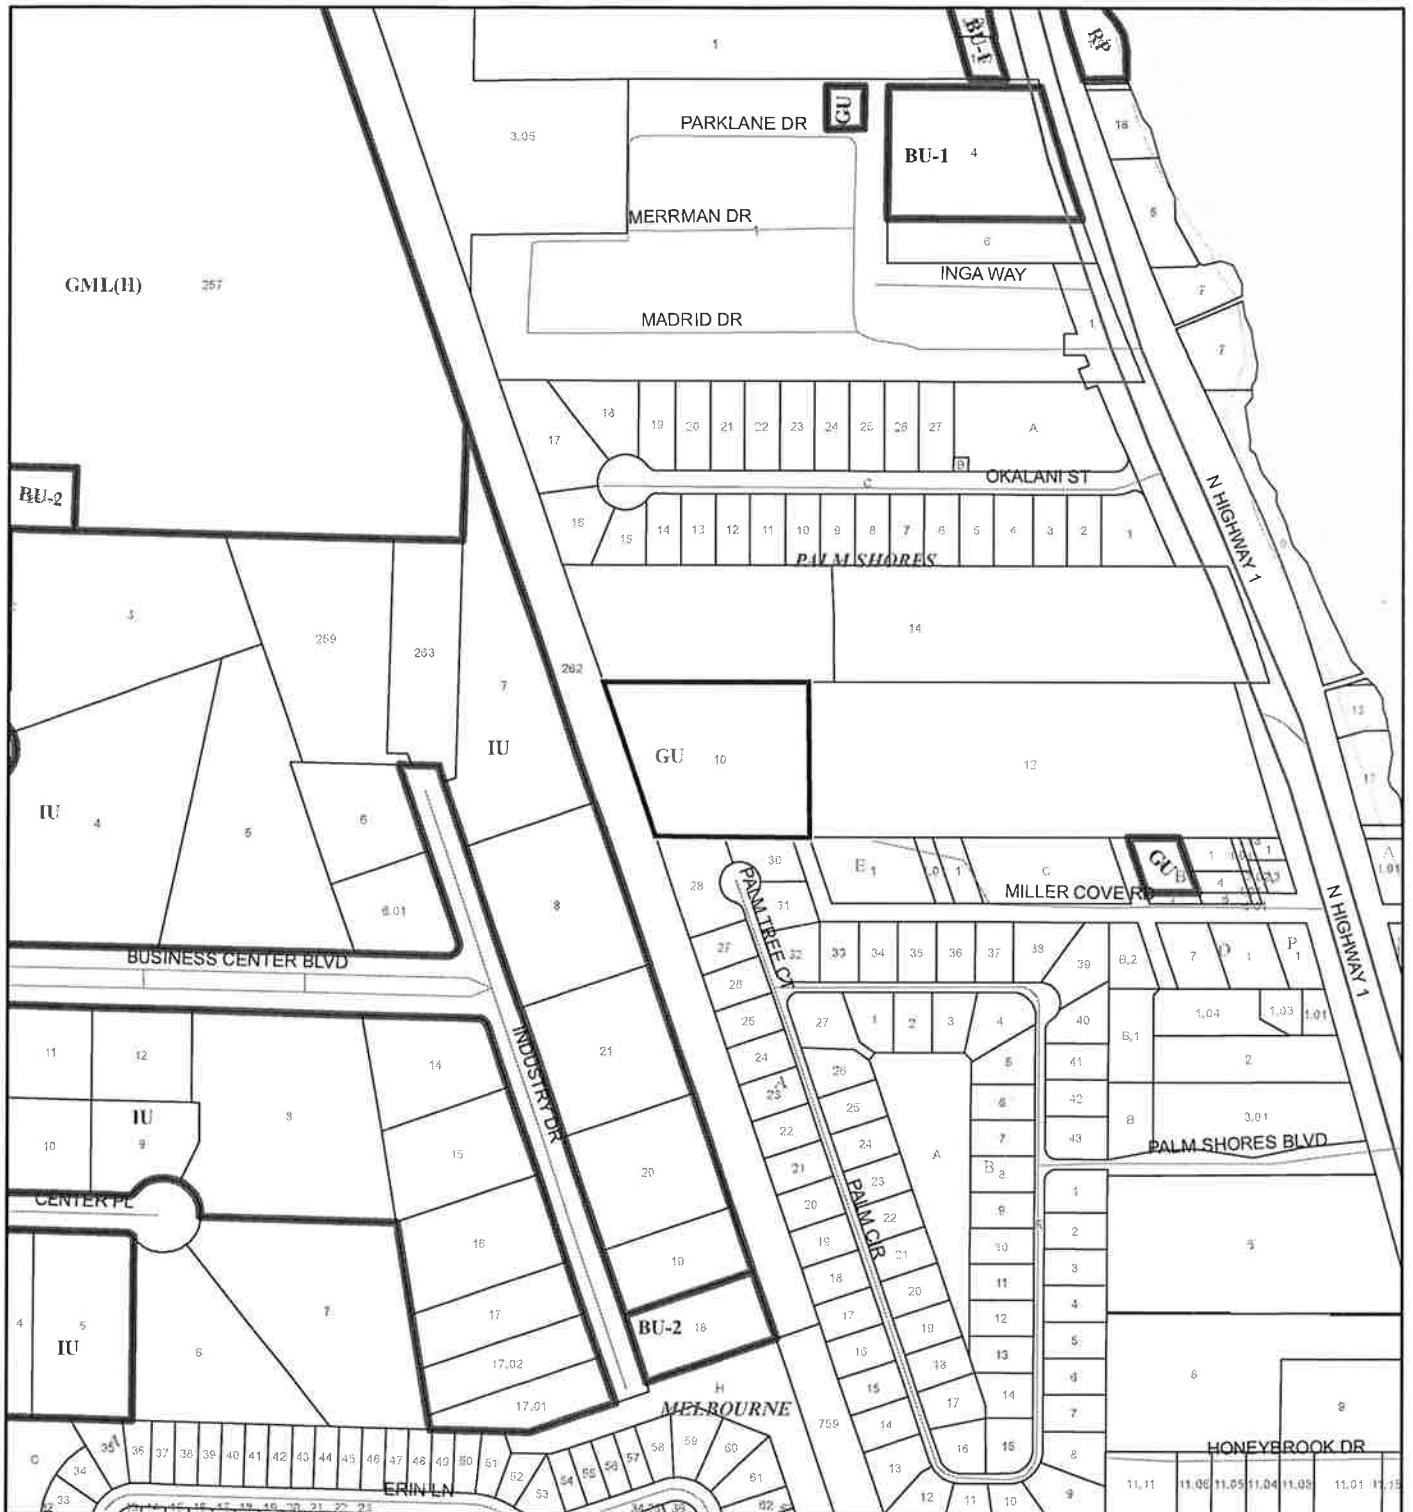 BU-1
RP
1
3.05
PARKLANE DR
GU
BU-1 4
18
MERRMAN DR
1
6
6
INGA WAY
GML(H) 257
MADRID DR
1
7
18
17
19 20 21 22 23 24 25 26 27
A
B
C
OKALANI ST
BU-2
N HIGHWAY 1
16
15 14 13 12 11 10 9 8 7 6 5 4 3 2 1
PALM SHORES
3
259
263
14
262
7
IU
GU 10
12
13
IU 4
5
6
6.01
8
28
30
31
E 1
1
C
GU B
MILLER COVE RD
A
1.01
N HIGHWAY 1
PALM TREE CT
BUSINESS CENTER BLVD
32 33 34 35 36 37 38 39
B.2
7
1
P
1
28
25
24
23
22
21
20
19
18
17
16
15
14
13
27 1 2 3 4
40
B.1
1.04
1.03
1.01
11
12
IU
10
9
8
14
INDUSTRY DR
21
26
25
24
23
22
21
20
19
18
17
16
15
5
6
7
8
9
10
11
12
13
14
41
42
43
2
B
3.01
PALM SHORES BLVD
A
B
15
20
CENTER PL
PALM CIR
1
2
3
4
5
6
7
8
9
16
19
4
5
IU
7
6
17
17.02
17.01
BU-2 18
H
MELBOURNE
759
8
9
HONEYBROOK DR
C
34
33
35 36 37 38 39 40 41 42 43 44 45 46 47 48 49 50 51 52 53 54 55 56 57 58 59 60 61 62
ERIN LN
12 11 10
11.11 11.06 11.05 11.04 11.03 11.01